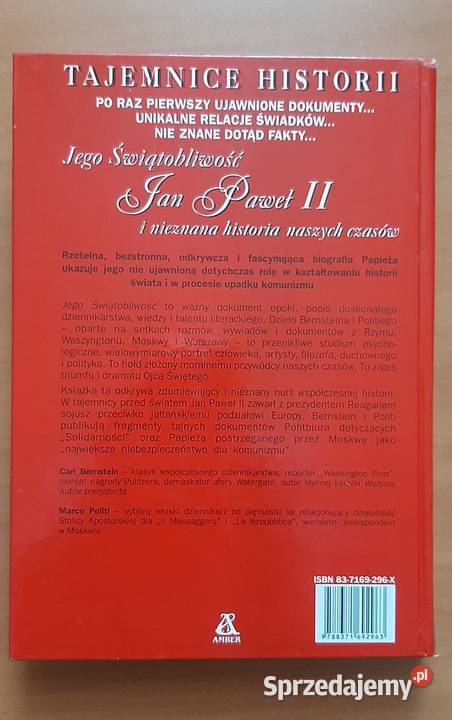 TAJEMNICE HISTORII
PO RAZ PIERWSZY UJAWNIONE DOKUMENTY...
UNIKALNE RELACJE ŚWIADKÓW...
NIE ZNANE DOTĄD FAKTY...
Jego Świątobliwość
Jan Paweł II
i nieznana historia naszych czasów
Rzetelna, bezstronna, odkrywcza i fascynująca biografia Papieża
ukazuje jego nie ujawnioną dotychczas rolę w kształtowaniu historii
świata i w procesie upadku komunizmu
Jego Świątobliwość to ważny dokument epoki, popis doskonałego
dziennikarstwa, wiedzy i talentu literackiego. Dzieło Bernsteina i Politiego
– oparte na setkach rozmów, wywiadów i dokumentów z Rzymu,
Waszyngtonu, Moskwy i Warszawy – to przenikliwe studium psycho-
logiczne, wielowymiarowy portret człowieka, artysty, filozofa, duchownego
i polityka. To hołd złożony moralnemu przywódcy naszych czasów. To zapis
triumfu i dramatu Ojca Świętego.
Książka ta odkrywa zdumiewający i nieznany nurt współczesnej historii.
W tajemnicy przed światem Jan Paweł II zawarł z prezydentem Reaganem
sojusz przeciwko jałtańskiemu podziałowi Europy. Bernstein i Politi
publikują fragmenty tajnych dokumentów Politbiura dotyczących
„Solidarności” oraz Papieża postrzeganego przez Moskwę jako
„największe niebezpieczeństwo dla komunizmu”.
Carl Bernstein – klasyk współczesnego dziennikarstwa, reporter „Washington Post”,
laureat nagrody Pulitzera, demaskator afery Watergate, autor słynnej książki Wszyscy
ludzie prezydenta
Marco Politi – wybitny włoski dziennikarz od piętnastu lat relacjonujący działalność
Stolicy Apostolskiej dla „Il Messaggero” i „La Repubblica”, wieloletni korespondent
w Moskwie.
ISBN 83-7169-296-X
9 788371 692963
AMBER
Sprzedajemy.pl